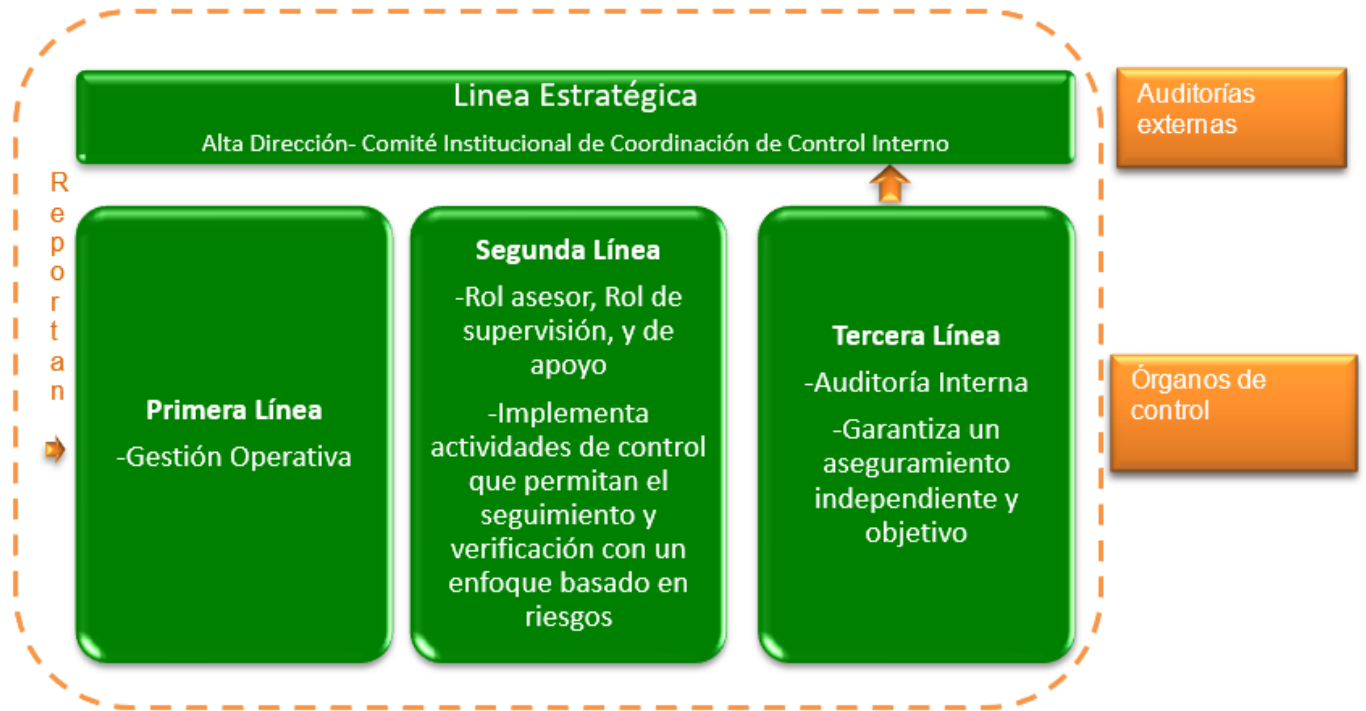 Linea Estratégica
Alta Dirección- Comité Institucional de Coordinación de Control Interno
Auditorías
externas
Reportan
Primera Línea
-Gestión Operativa
Segunda Línea
-Rol asesor, Rol de
supervisión, y de
apoyo
-Implementa
actividades de control
que permitan el
seguimiento y
verificación con un
enfoque basado en
riesgos
Tercera Línea
-Auditoría Interna
-Garantiza un
aseguramiento
independiente y
objetivo
Órganos de
control